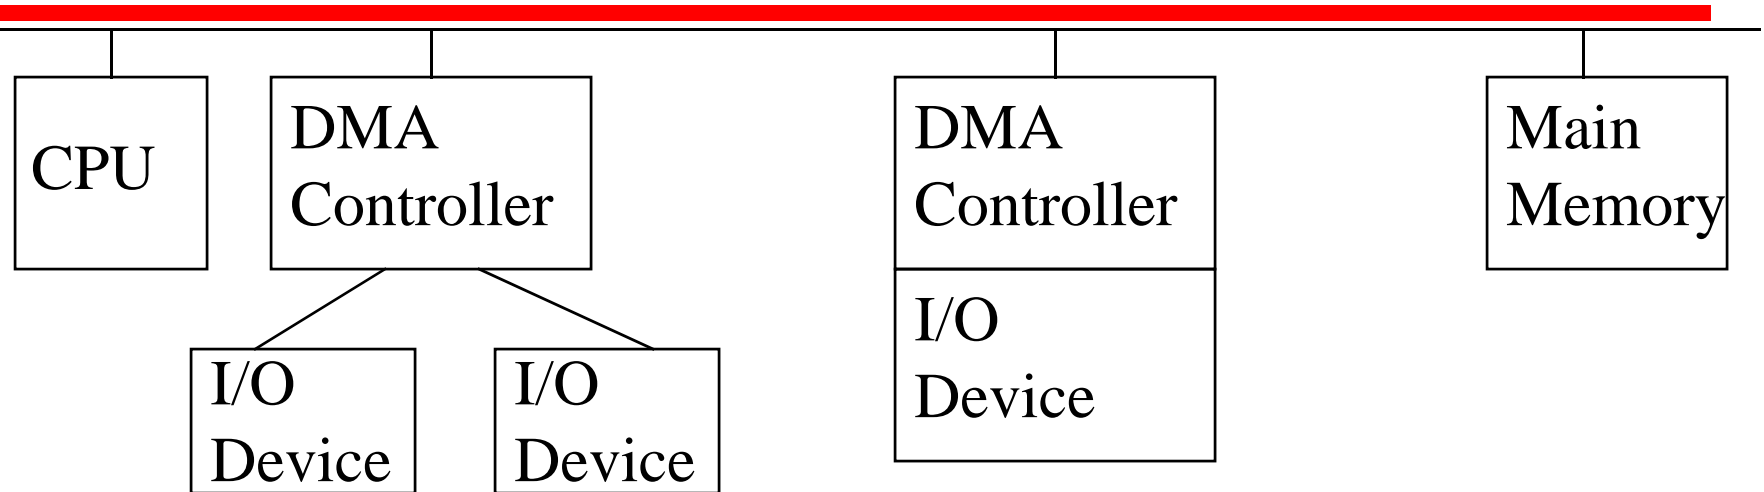 CPU
DMA
Controller
DMA
Controller
Main
Memory
I/O
Device
I/O
Device
I/O
Device